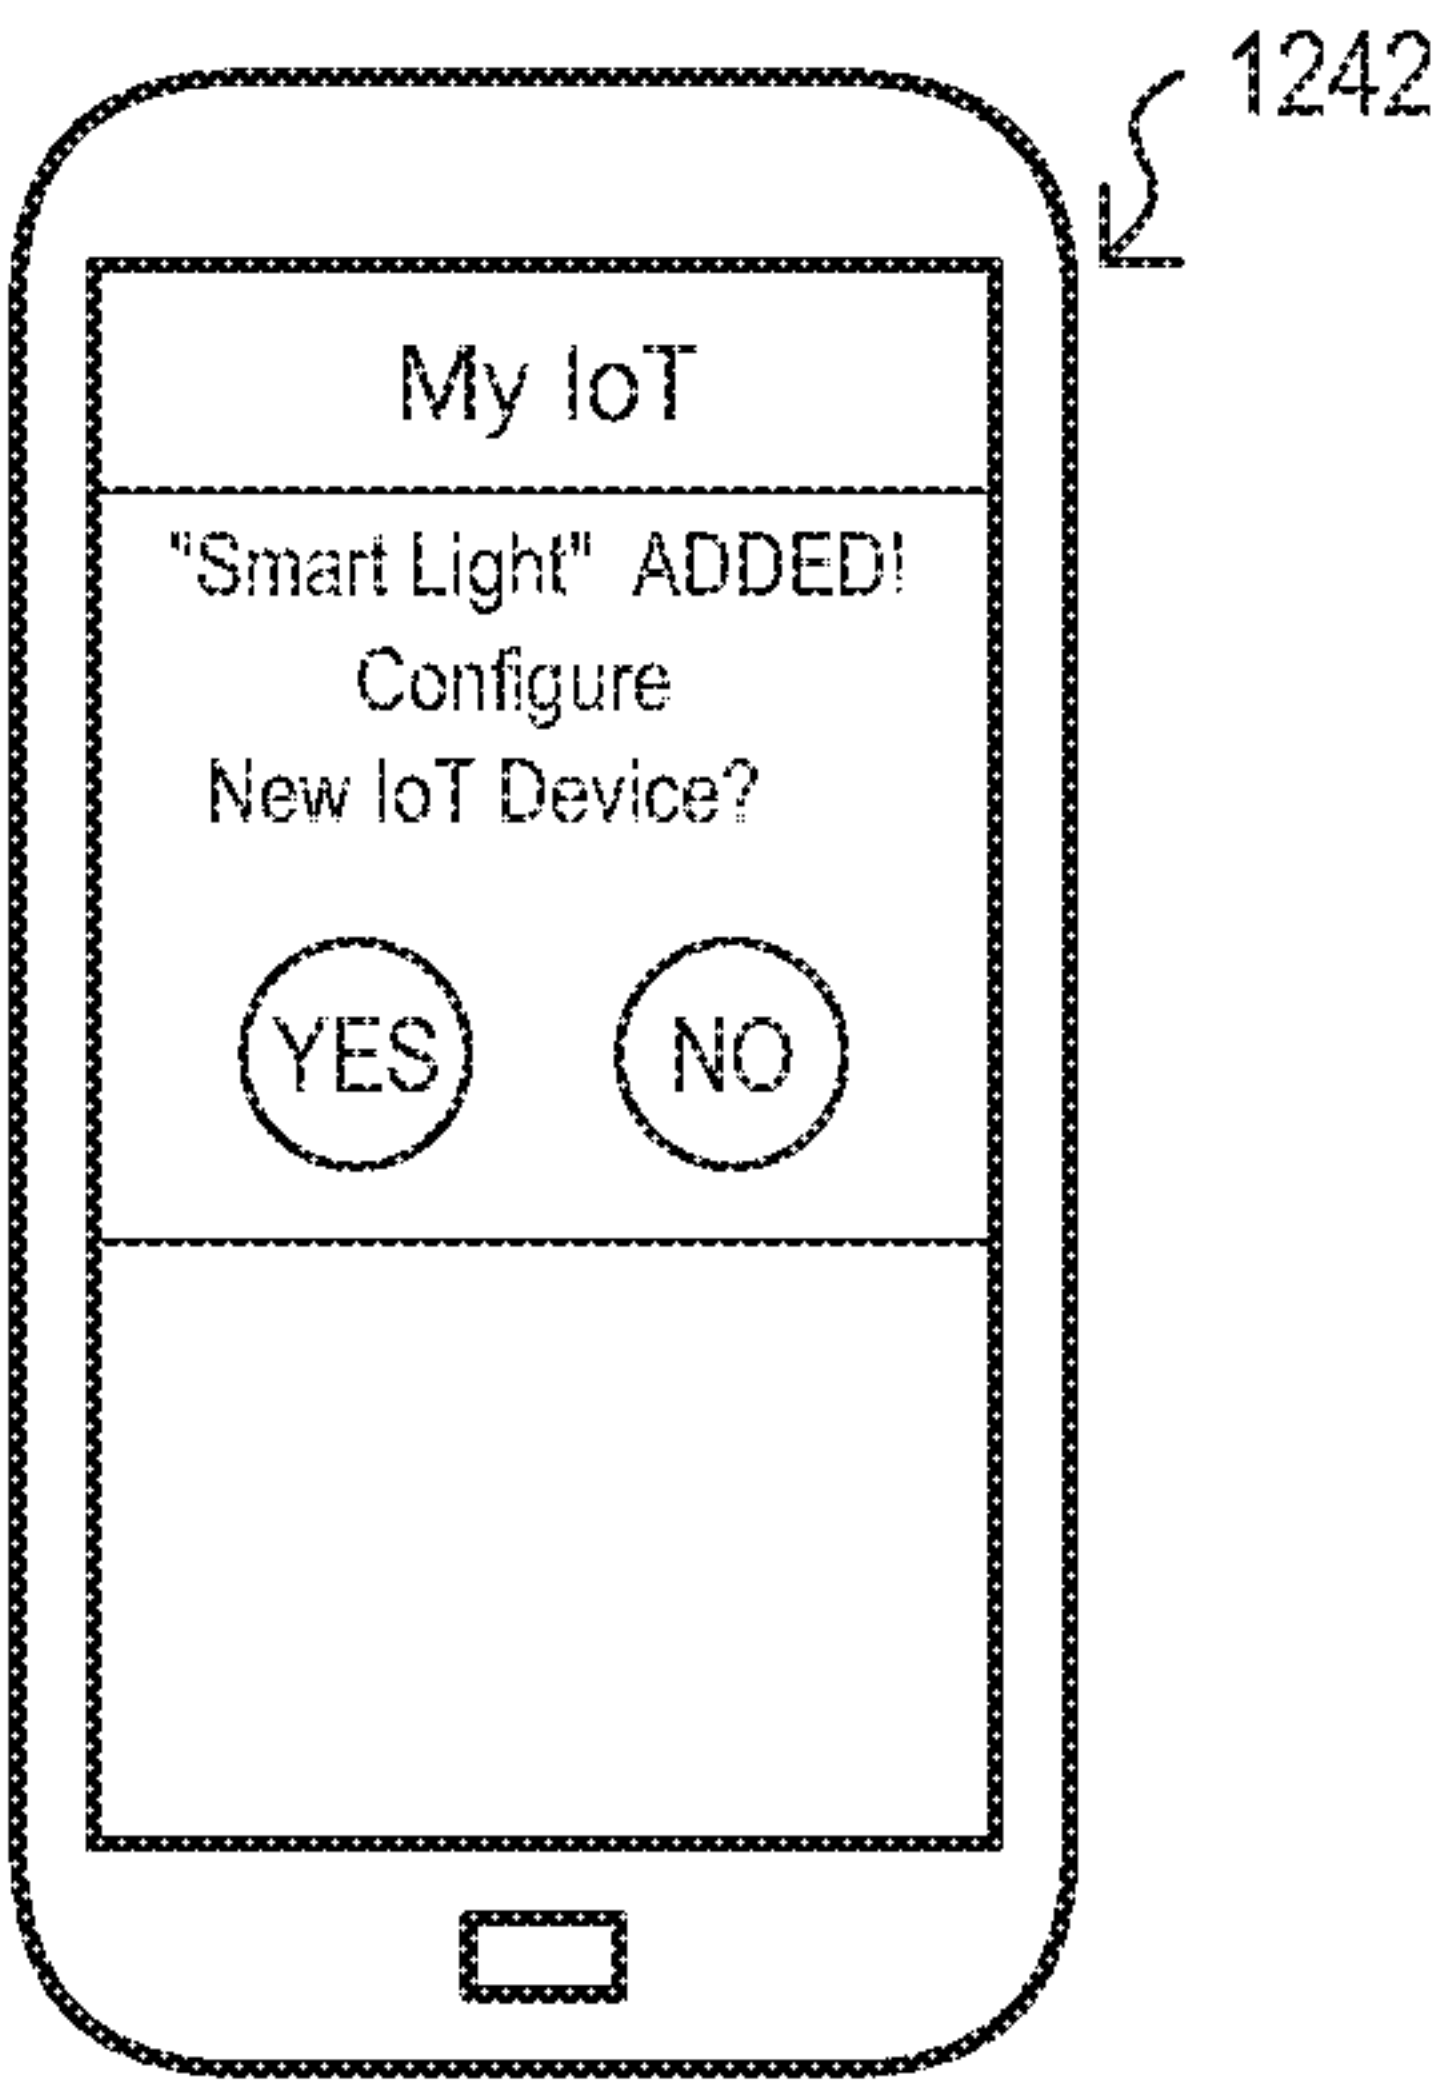 1242
My IoT
"Smart Light" ADDED!
Configure
New IoT Device?
YES NO